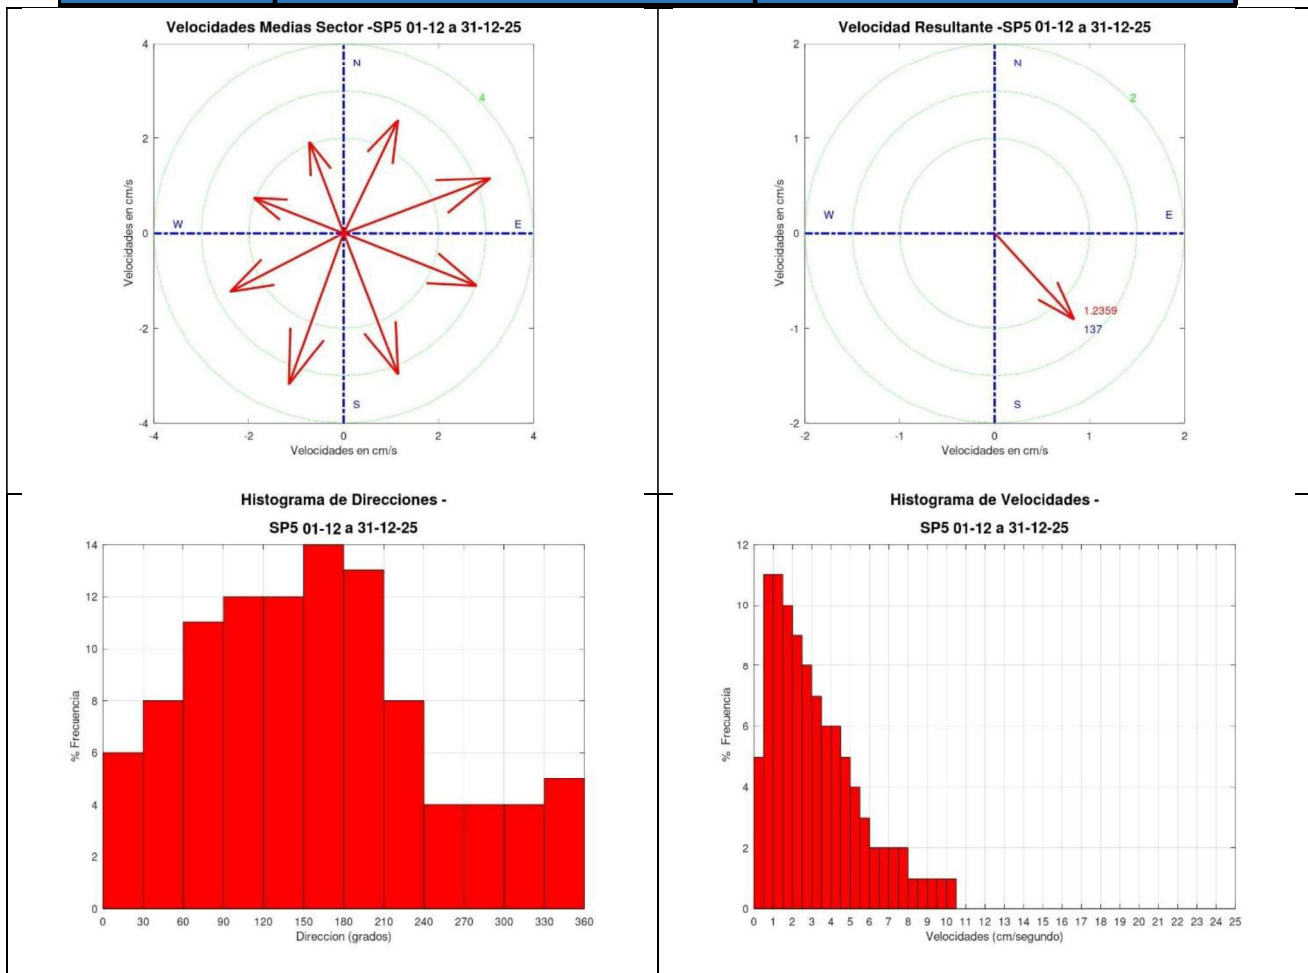 Velocidades Medias Sector -SP5 01-12 a 31-12-25
4
N
4
2
Velocidades en cm/s
W
0
E
-2
S
-4
-4
-2
0
2
4
Velocidades en cm/s
Velocidad Resultante -SP5 01-12 a 31-12-25
2
N
2
1
Velocidades en cm/s
W
0
E
1.2359
-1
137
S
-2
-2
-1
0
1
2
Velocidades en cm/s
Histograma de Direcciones -
SP5 01-12 a 31-12-25
14
12
10
8
% Frecuencia
6
4
2
0
0 30 60 90 120 150 180 210 240 270 300 330 360
Direccion (grados)
Histograma de Velocidades -
SP5 01-12 a 31-12-25
12
10
8
% Frecuencia
6
4
2
0
0 1 2 3 4 5 6 7 8 9 10 11 12 13 14 15 16 17 18 19 20 21 22 23 24 25
Velocidades (cm/segundo)